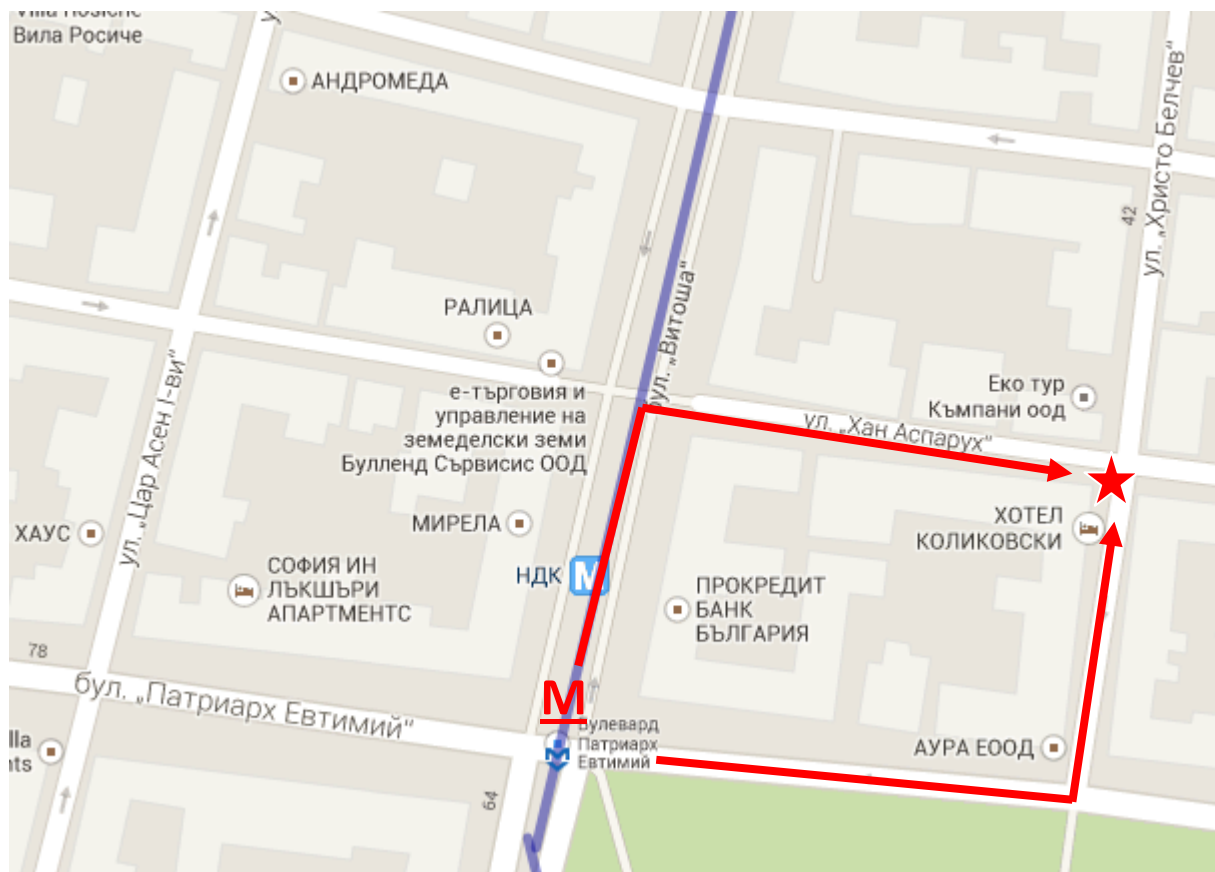 Вила Росиче
АНДРОМЕДА
ул. „Христо Белчев“
42
РАЛИЦА
бул. „Витоша“
е-търговия и
управление на
земеделски земи
Булленд Сървисис ООД
Еко тур
Къмпани оод
ул. „Хан Аспарух“
ул. „Цар Асен I-ви“
ХАУС
МИРЕЛА
ХОТЕЛ
КОЛИКОВСКИ
СОФИЯ ИН
ЛЪКШЪРИ
АПАРТМЕНТС
НДК
M
ПРОКРЕДИТ
БАНК
БЪЛГАРИЯ
78
бул. „Патриарх Евтимий“
М
Булевард
Патриарх
Евтимий
АУРА ЕООД
lla
nts
64